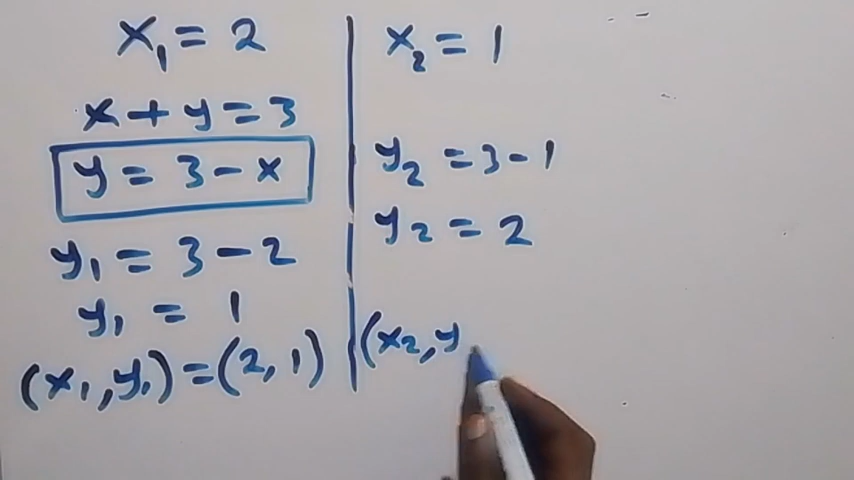 x₁ = 2
x + y = 3
y = 3 - x
y₁ = 3 - 2
y₁ = 1
(x₁, y₁) = (2, 1)
x₂ = 1
y₂ = 3 - 1
y₂ = 2
(x₂, y